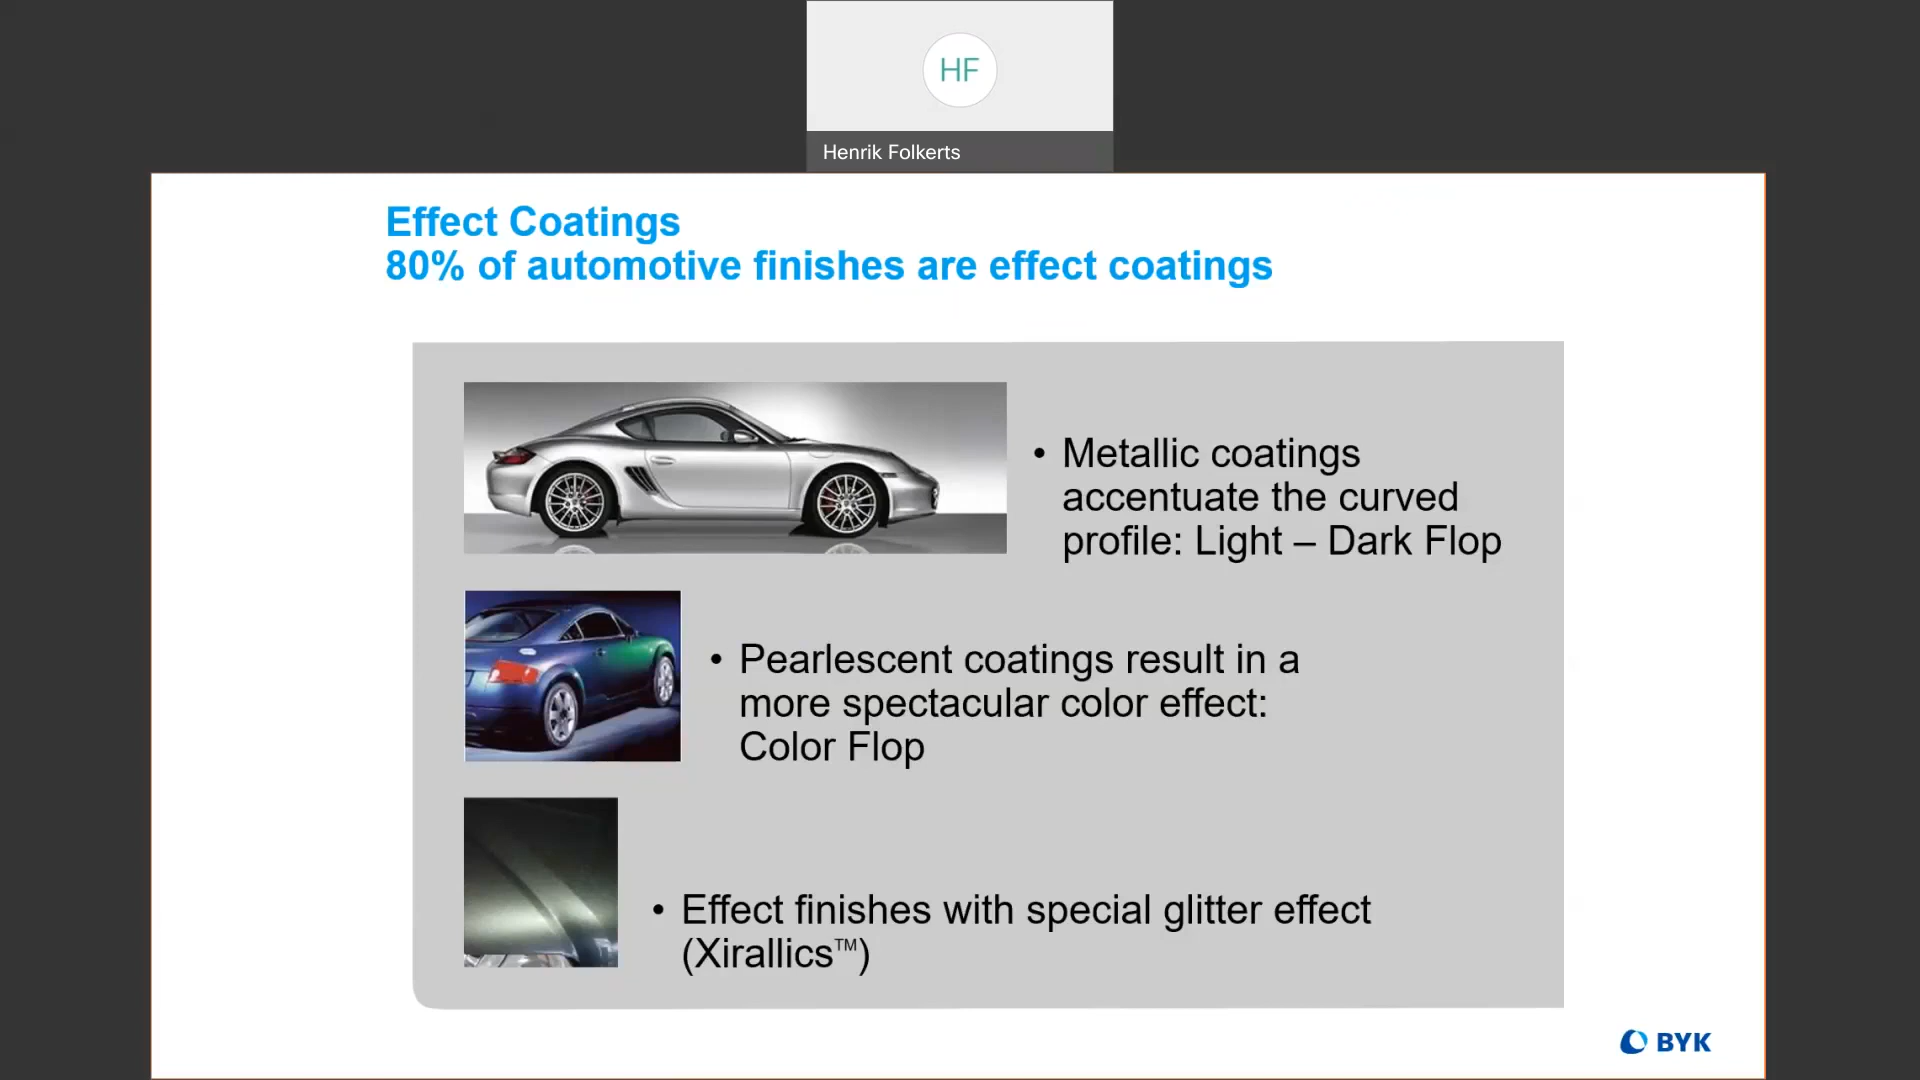 HF
Henrik Folkerts
Effect Coatings
80% of automotive finishes are effect coatings
• Metallic coatings
accentuate the curved
profile: Light – Dark Flop
• Pearlescent coatings result in a
more spectacular color effect:
Color Flop
• Effect finishes with special glitter effect
(Xirallics™)
BYK